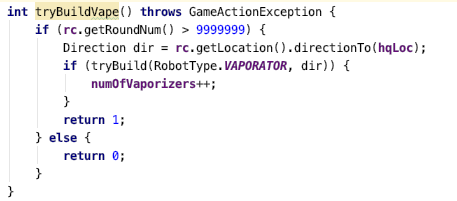 int tryBuildVape() throws GameActionException {
if (rc.getRoundNum() > 9999999) {
Direction dir = rc.getLocation().directionTo(hqLoc);
if (tryBuild(RobotType.VAPORATOR, dir)) {
numOfVaporizers++;
}
return 1;
} else {
return 0;
}
}